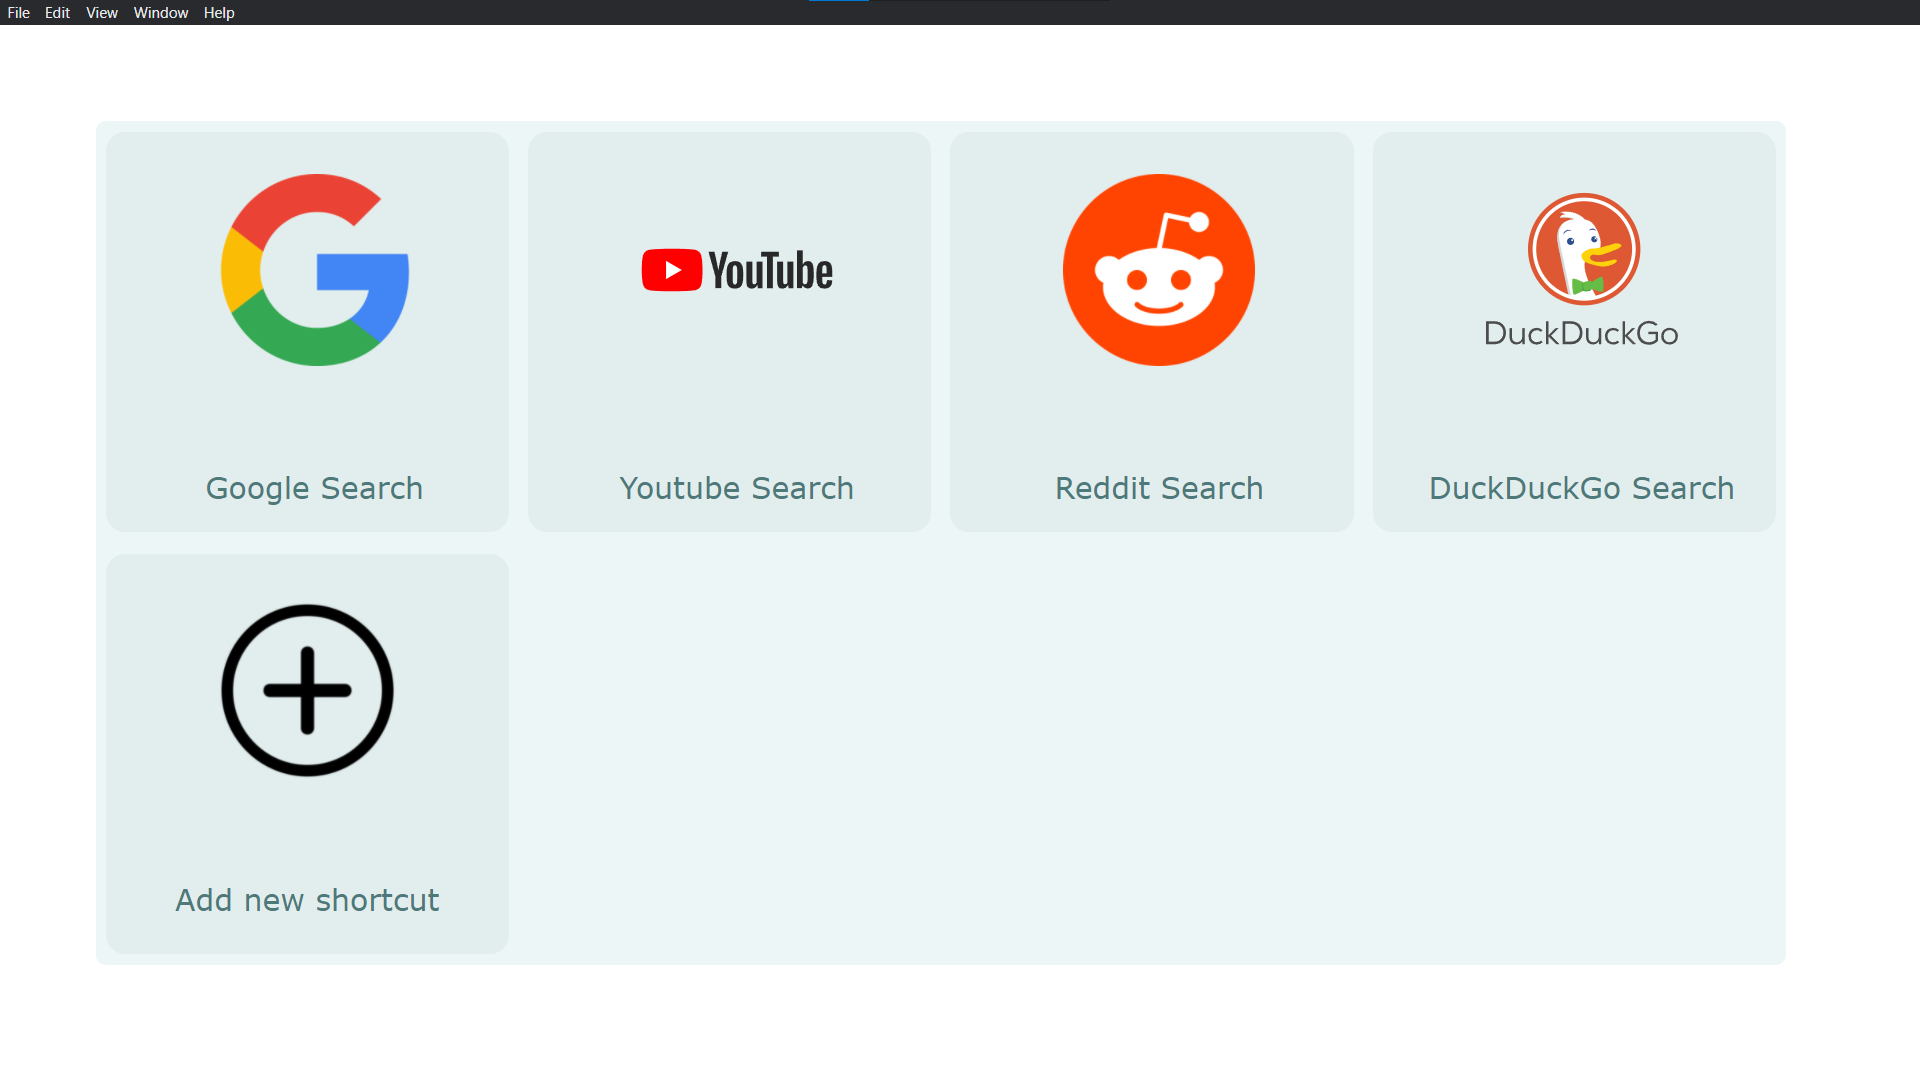 File Edit View Window Help
YouTube
DuckDuckGo
Google Search
Youtube Search
Reddit Search
DuckDuckGo Search
Add new shortcut